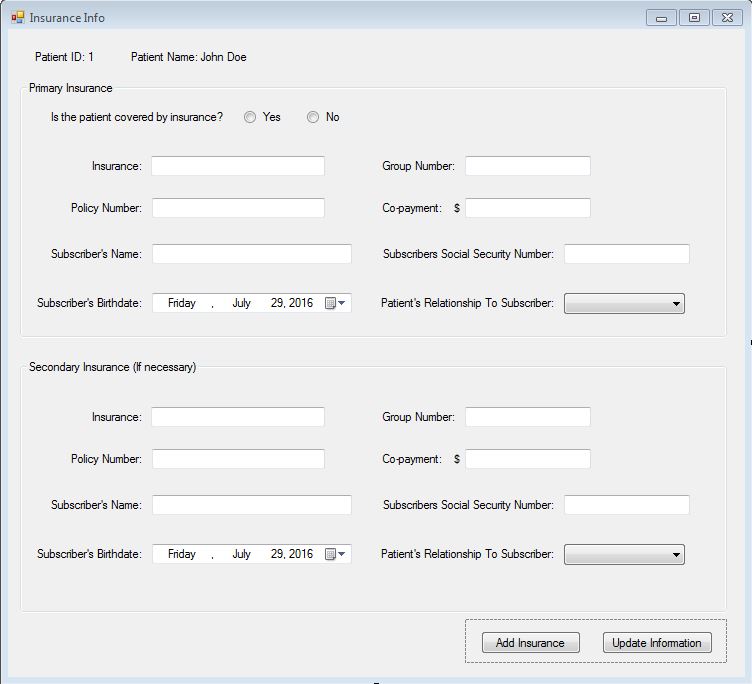 Insurance Info
Patient ID: 1 Patient Name: John Doe
Primary Insurance
Is the patient covered by insurance? Yes No
Insurance: Group Number:
Policy Number: Co-payment: $
Subscriber's Name: Subscribers Social Security Number:
Subscriber's Birthdate: Friday , July 29, 2016 Patient's Relationship To Subscriber:
Secondary Insurance (If necessary)
Insurance: Group Number:
Policy Number: Co-payment: $
Subscriber's Name: Subscribers Social Security Number:
Subscriber's Birthdate: Friday , July 29, 2016 Patient's Relationship To Subscriber:
Add Insurance Update Information